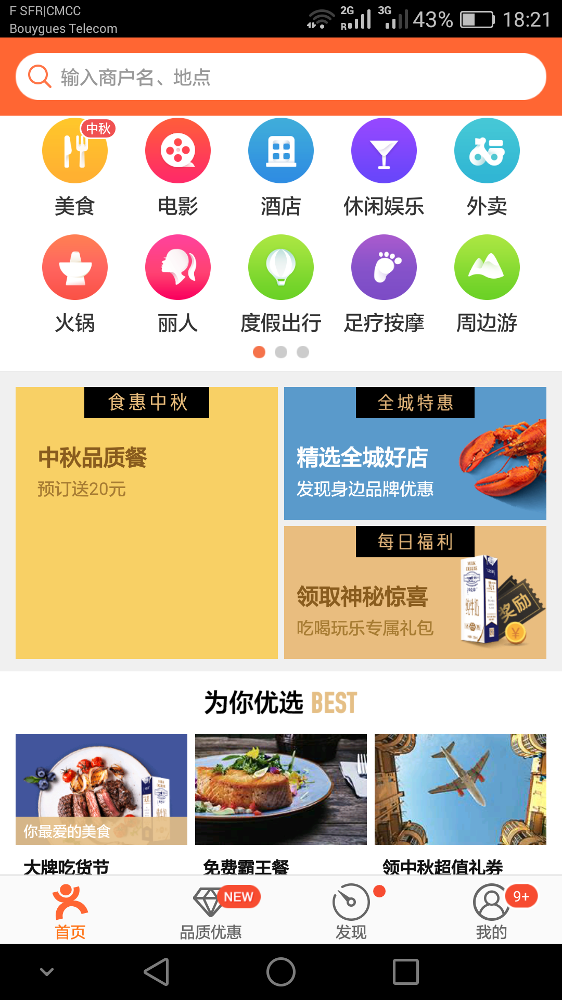 F SFR|CMCC
Bouygues Telecom
2G
R
3G
43%
18:21
输入商户名、地点
中秋
美食
电影
酒店
休闲娱乐
外卖
火锅
丽人
度假出行
足疗按摩
周边游
食惠中秋
中秋品质餐
预订送20元
全城特惠
精选全城好店
发现身边品牌优惠
每日福利
领取神秘惊喜
吃喝玩乐专属礼包
MILK
DELUXE
纯牛奶
奖励
¥
为你优选 BEST
你最爱的美食
大牌吃货节
免费霸王餐
领中秋超值礼券
首页
NEW
品质优惠
发现
9+
我的